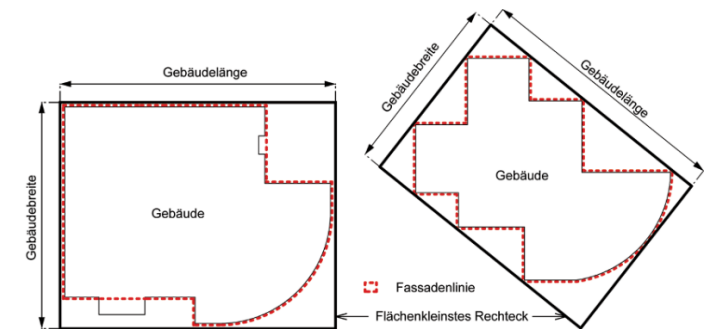 Gebäudelänge
Gebäudebreite
Gebäude
Gebäudebreite
Gebäudelänge
Gebäude
Fassadenlinie
Flächenkleinstes Rechteck